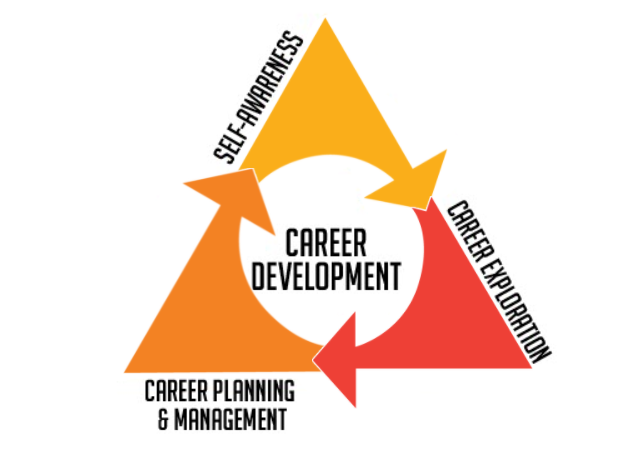 SELF-AWARENESS
CAREER EXPLORATION
CAREER
DEVELOPMENT
CAREER PLANNING
& MANAGEMENT